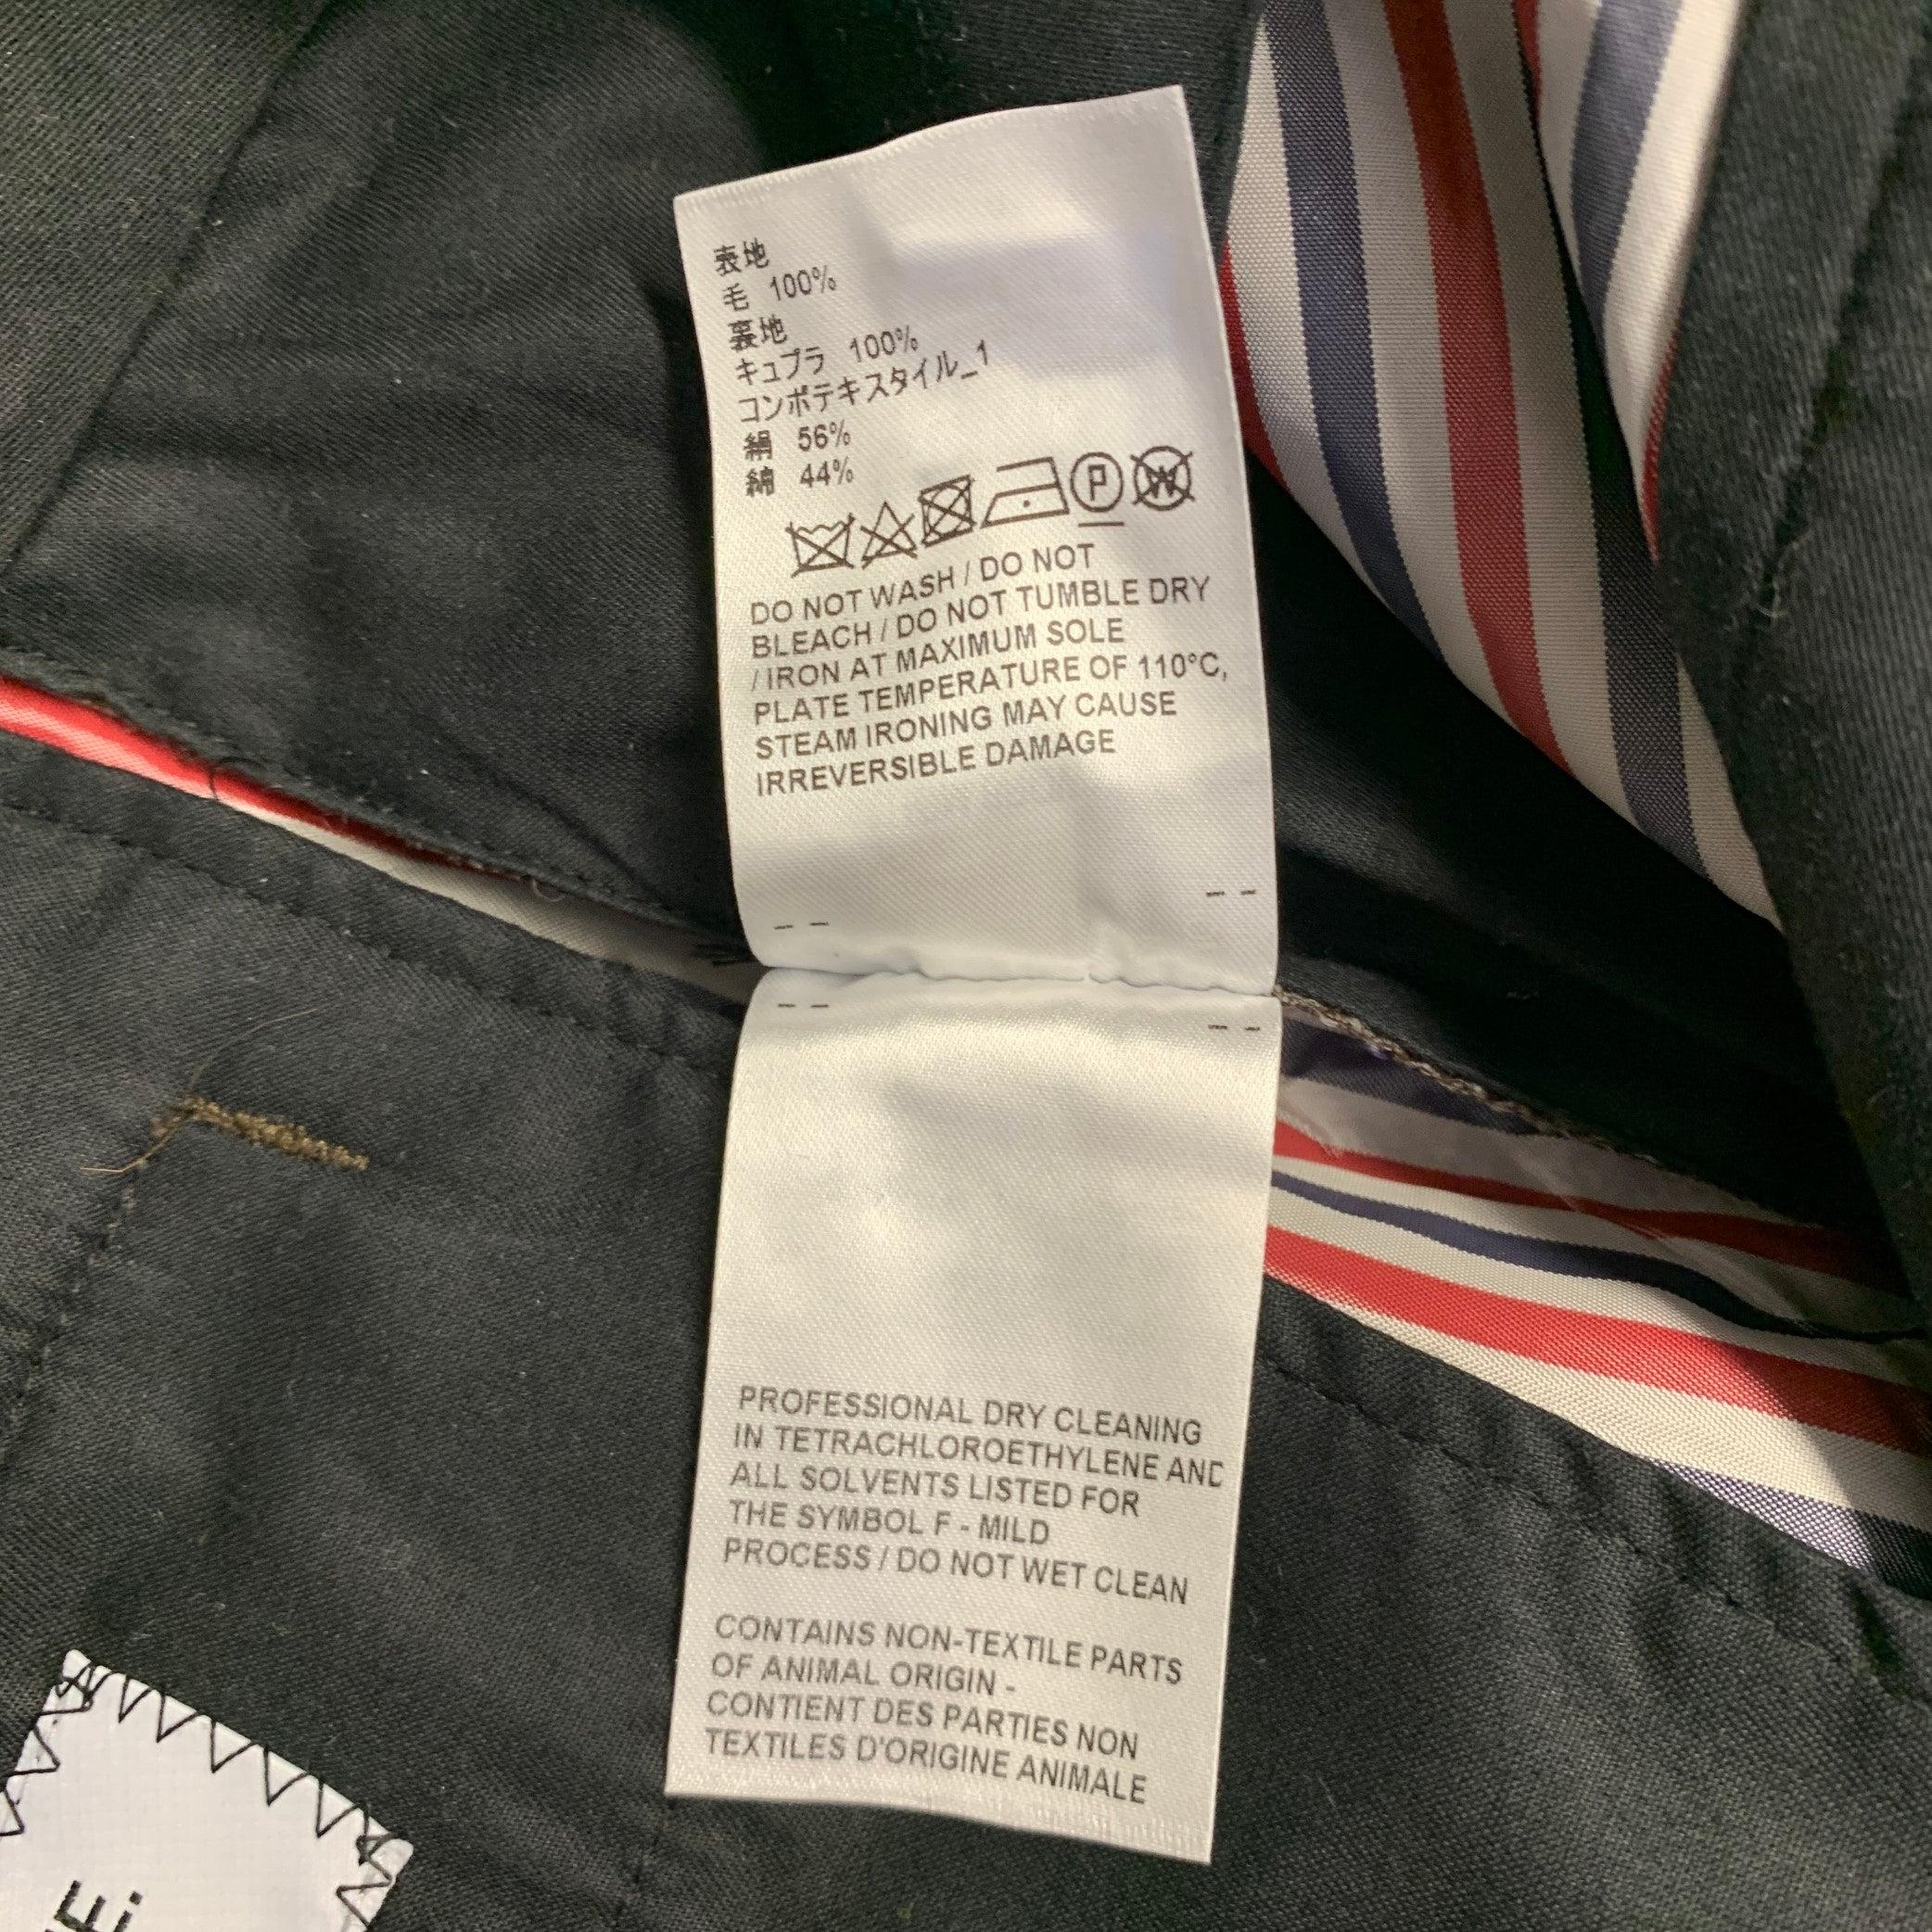 表地
毛 100%
裏地
キュプラ 100%
コンポテキスタイル_1
絹 56%
綿 44%
P W
DO NOT WASH / DO NOT
BLEACH / DO NOT TUMBLE DRY
/ IRON AT MAXIMUM SOLE
PLATE TEMPERATURE OF 110°C,
STEAM IRONING MAY CAUSE
IRREVERSIBLE DAMAGE
PROFESSIONAL DRY CLEANING
IN TETRACHLOROETHYLENE AND
ALL SOLVENTS LISTED FOR
THE SYMBOL F - MILD
PROCESS / DO NOT WET CLEAN
CONTAINS NON-TEXTILE PARTS
OF ANIMAL ORIGIN -
CONTIENT DES PARTIES NON
TEXTILES D'ORIGINE ANIMALE